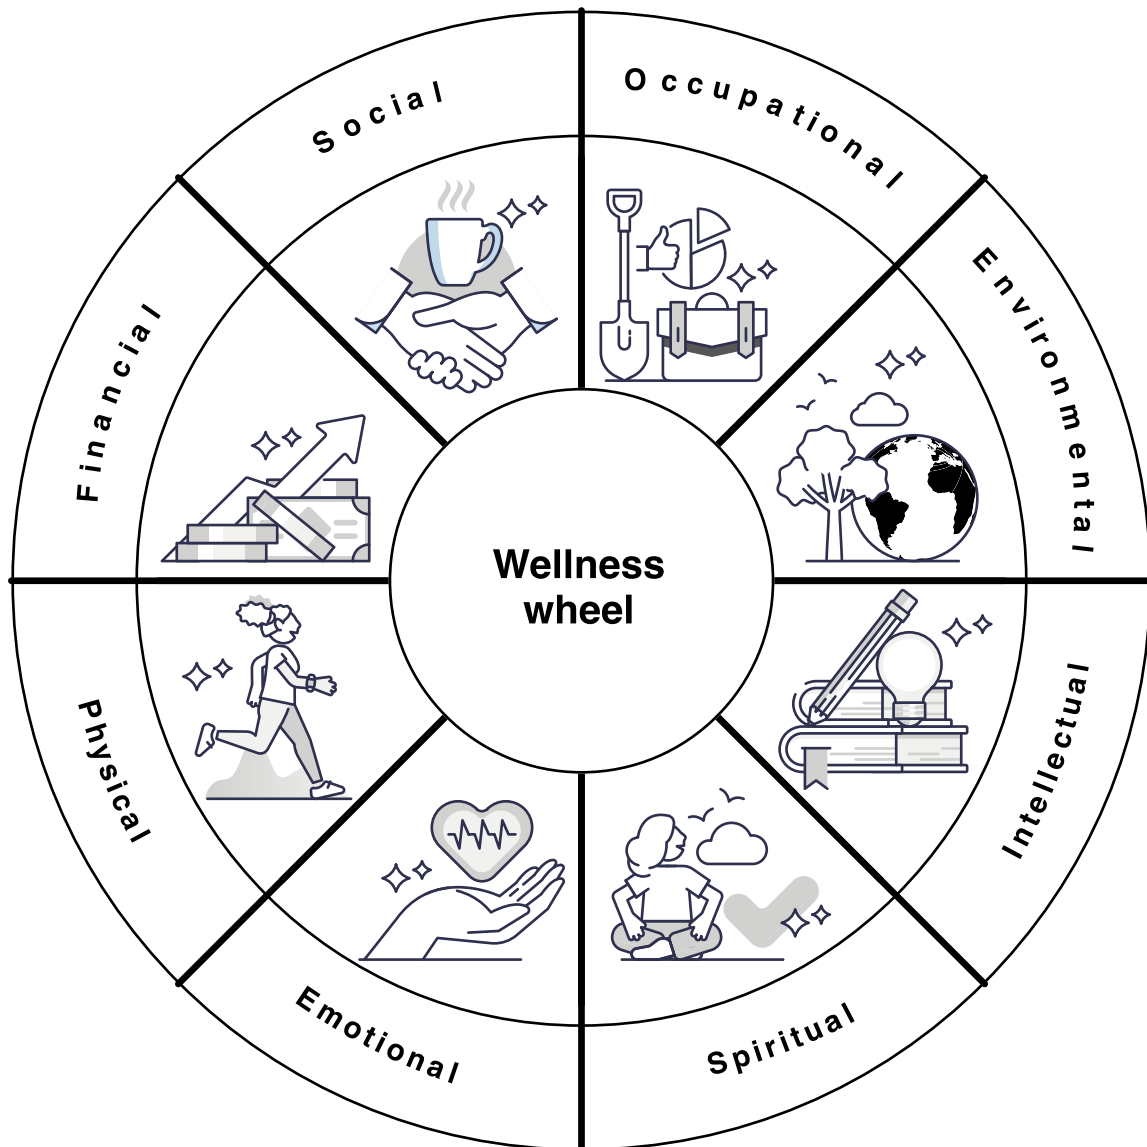 Social
Occupational
Environmental
Intellectual
Spiritual
Emotional
Physical
Financial
Wellness
wheel